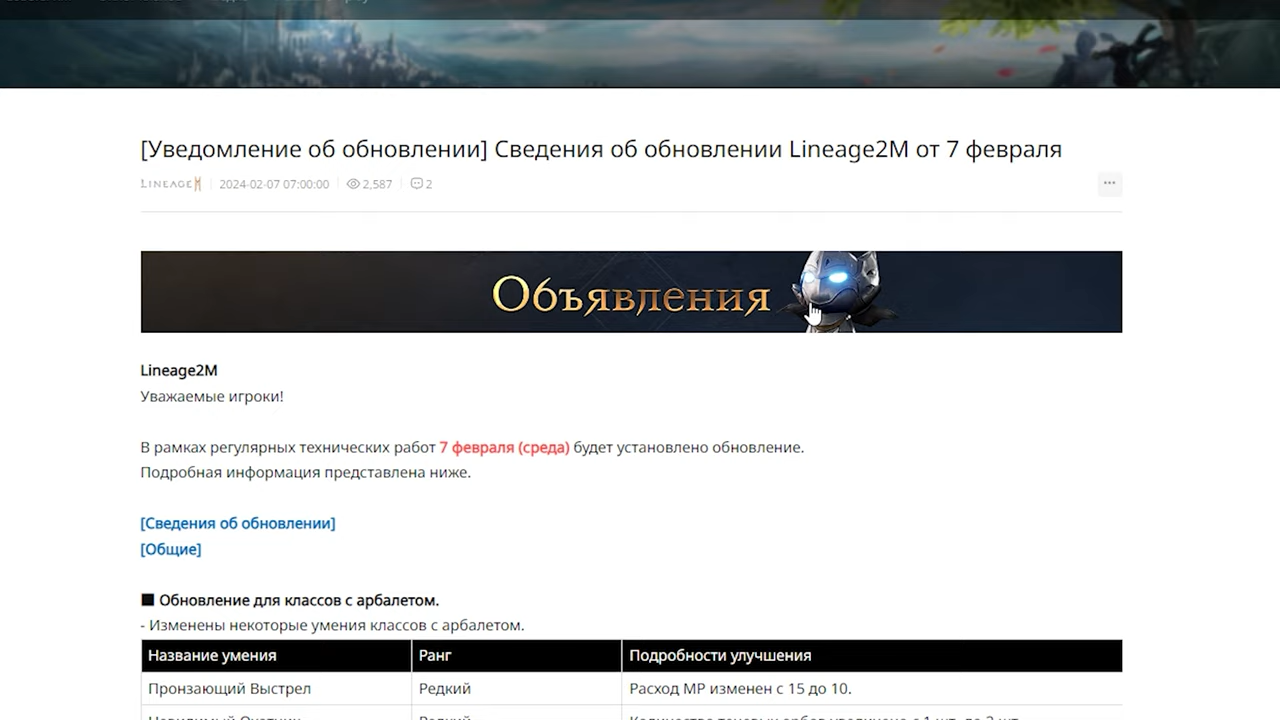 [Уведомление об обновлении] Сведения об обновлении Lineage2M от 7 февраля
LINEAGE M 2024-02-07 07:00:00 2,587 2
Объявления
Lineage2M
Уважаемые игроки!
В рамках регулярных технических работ 7 февраля (среда) будет установлено обновление.
Подробная информация представлена ниже.
[Сведения об обновлении]
[Общие]
■ Обновление для классов с арбалетом.
- Изменены некоторые умения классов с арбалетом.
Название умения Ранг Подробности улучшения
Пронзающий Выстрел Редкий Расход МР изменен с 15 до 10.